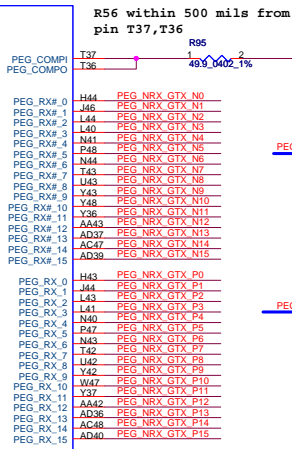 R56 within 500 mils from
pin T37,T36
R95
PEG_COMPI T37 1 2
PEG_COMPO T36 49.9_0402_1%
PEG_RX#_0 H44 PEG_NRX_GTX_N0
PEG_RX#_1 J46 PEG_NRX_GTX_N1
PEG_RX#_2 L44 PEG_NRX_GTX_N2
PEG_RX#_3 L40 PEG_NRX_GTX_N3
PEG_RX#_4 N41 PEG_NRX_GTX_N4
PEG_RX#_5 P48 PEG_NRX_GTX_N5
PEG_RX#_6 N44 PEG_NRX_GTX_N6
PEG_RX#_7 T43 PEG_NRX_GTX_N7
PEG_RX#_8 U43 PEG_NRX_GTX_N8
PEG_RX#_9 Y43 PEG_NRX_GTX_N9
PEG_RX#_10 Y48 PEG_NRX_GTX_N10
PEG_RX#_11 Y36 PEG_NRX_GTX_N11
PEG_RX#_12 AA43 PEG_NRX_GTX_N12
PEG_RX#_13 AD37 PEG_NRX_GTX_N13
PEG_RX#_14 AC47 PEG_NRX_GTX_N14
PEG_RX#_15 AD39 PEG_NRX_GTX_N15
PEG_RX_0 H43 PEG_NRX_GTX_P0
PEG_RX_1 J44 PEG_NRX_GTX_P1
PEG_RX_2 L43 PEG_NRX_GTX_P2
PEG_RX_3 L41 PEG_NRX_GTX_P3
PEG_RX_4 N40 PEG_NRX_GTX_P4
PEG_RX_5 P47 PEG_NRX_GTX_P5
PEG_RX_6 N43 PEG_NRX_GTX_P6
PEG_RX_7 T42 PEG_NRX_GTX_P7
PEG_RX_8 U42 PEG_NRX_GTX_P8
PEG_RX_9 Y42 PEG_NRX_GTX_P9
PEG_RX_10 W47 PEG_NRX_GTX_P10
PEG_RX_11 Y37 PEG_NRX_GTX_P11
PEG_RX_12 AA42 PEG_NRX_GTX_P12
PEG_RX_13 AD36 PEG_NRX_GTX_P13
PEG_RX_14 AC48 PEG_NRX_GTX_P14
PEG_RX_15 AD40 PEG_NRX_GTX_P15